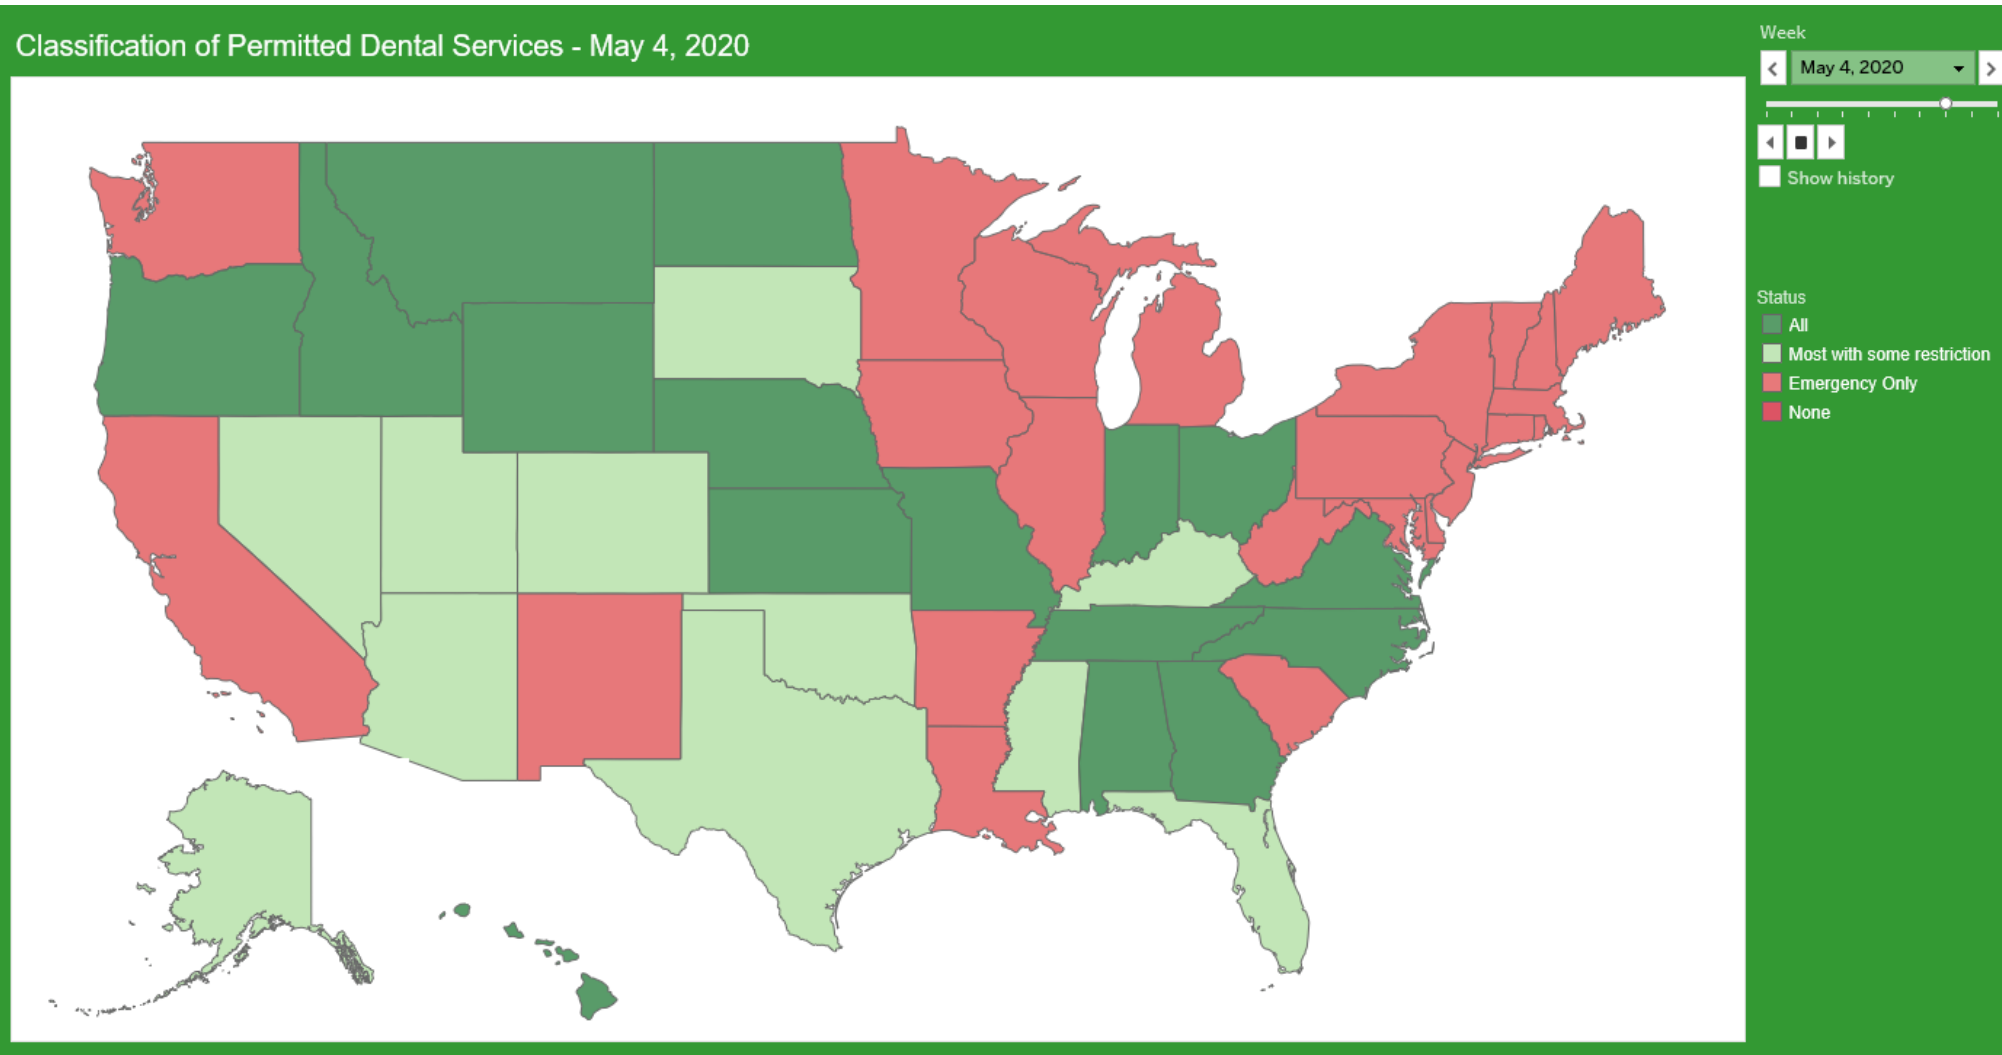 Classification of Permitted Dental Services - May 4, 2020
Week
May 4, 2020
Show history
Status
All
Most with some restriction
Emergency Only
None